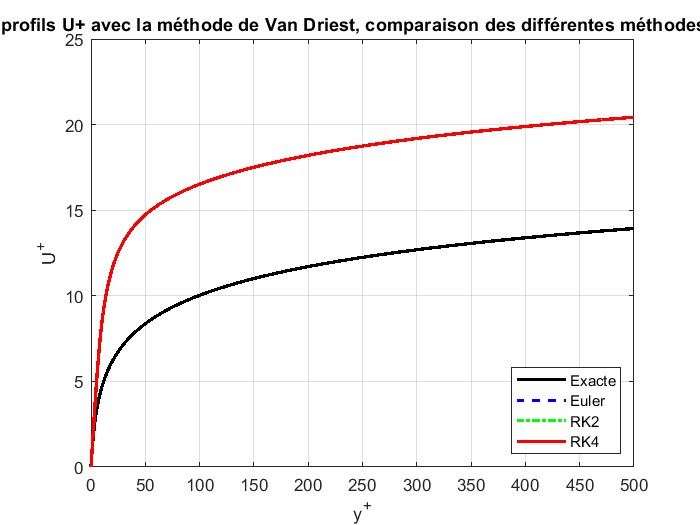 profils U+ avec la méthode de Van Driest, comparaison des différentes méthodes
25
20
15
10
5
0
U+
0 50 100 150 200 250 300 350 400 450 500
y+
Exacte
Euler
RK2
RK4